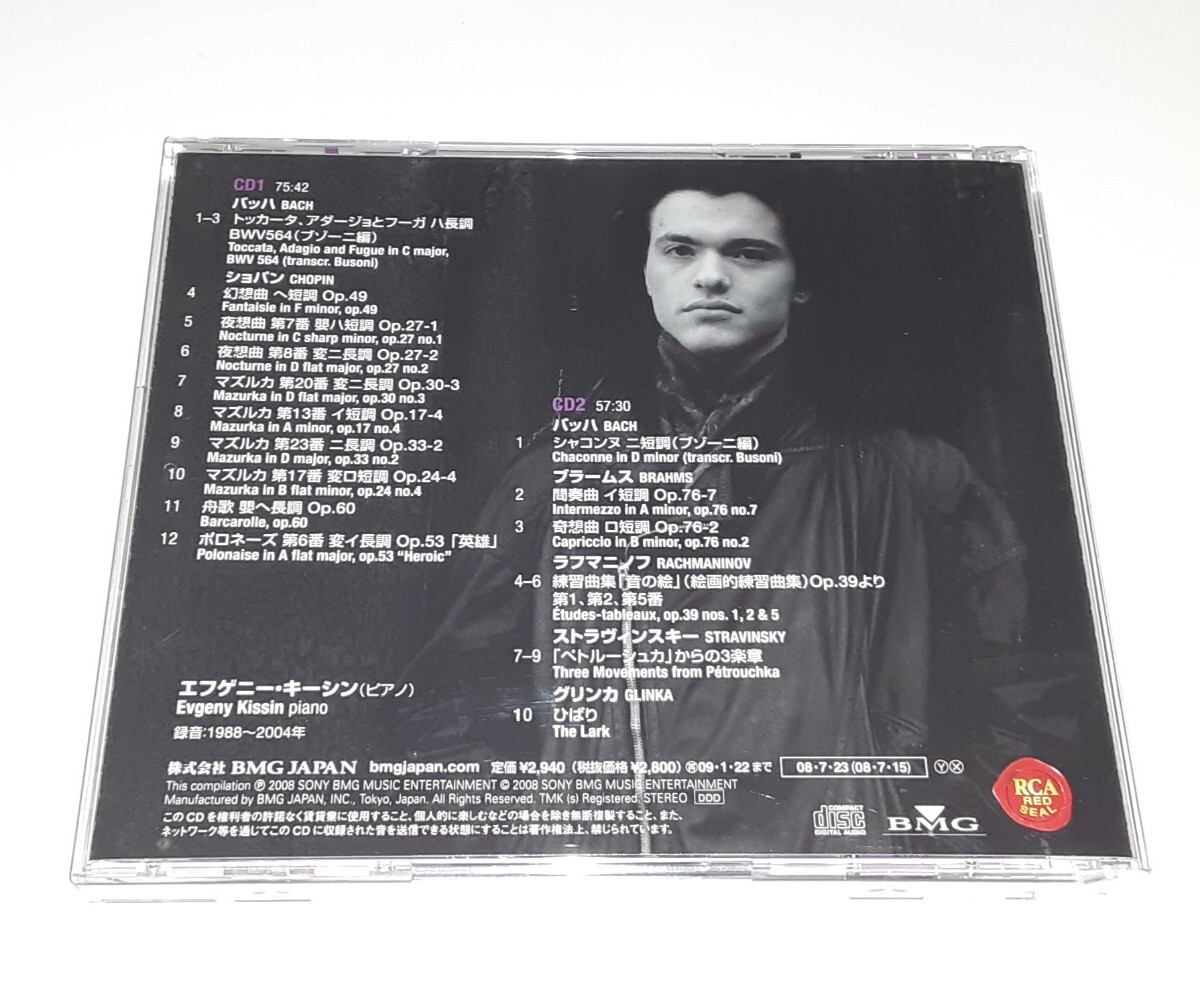 CD1 75:42
バッハ BACH
1–3 トッカータ、アダージョとフーガ ハ長調
BWV564(ブゾーニ編)
Toccata, Adagio and Fugue in C major,
BWV 564 (transcr. Busoni)
ショパン CHOPIN
4 幻想曲 ヘ短調 Op.49
Fantaisie in F minor, op.49
5 夜想曲 第7番 嬰ハ短調 Op.27-1
Nocturne in C sharp minor, op.27 no.1
6 夜想曲 第8番 変ニ長調 Op.27-2
Nocturne in D flat major, op.27 no.2
7 マズルカ 第20番 変ニ長調 Op.30-3
Mazurka in D flat major, op.30 no.3
8 マズルカ 第13番 イ短調 Op.17-4
Mazurka in A minor, op.17 no.4
9 マズルカ 第23番 ニ長調 Op.33-2
Mazurka in D major, op.33 no.2
10 マズルカ 第17番 変ロ短調 Op.24-4
Mazurka in B flat minor, op.24 no.4
11 舟歌 嬰ヘ長調 Op.60
Barcarolle, op.60
12 ポロネーズ 第6番 変イ長調 Op.53「英雄」
Polonaise in A flat major, op.53 “Heroic”
CD2 57:30
バッハ BACH
1 シャコンヌ ニ短調(ブゾーニ編)
Chaconne in D minor (transcr. Busoni)
ブラームス BRAHMS
2 間奏曲 イ短調 Op.76-7
Intermezzo in A minor, op.76 no.7
3 奇想曲 ロ短調 Op.76-2
Capriccio in B minor, op.76 no.2
ラフマニノフ RACHMANINOV
4–6 練習曲集「音の絵」(絵画的練習曲集)Op.39より
第1、第2、第5番
Études-tableaux, op.39 nos. 1, 2 & 5
ストラヴィンスキー STRAVINSKY
7–9 「ペトルーシュカ」からの3楽章
Three Movements from Pétrouchka
グリンカ GLINKA
10 ひばり
The Lark
エフゲニー・キーシン(ピアノ)
Evgeny Kissin piano
録音:1988〜2004年
株式会社 BMG JAPAN bmgjapan.com 定価¥2,940 (税抜価格¥2,800) Ⓡ09・1・22まで 08・7・23(08・7・15) Ⓨ Ⓧ
This compilation Ⓟ 2008 SONY BMG MUSIC ENTERTAINMENT © 2008 SONY BMG MUSIC ENTERTAINMENT
Manufactured by BMG JAPAN, INC., Tokyo, Japan. All Rights Reserved. TMK (s) Registered. STEREO DDD
このCDを権利者の許諾なく賃貸業に使用すること、個人的に楽しむなどの場合を除き無断複製すること、また、
ネットワーク等を通じてこのCDに収録された音を送信できる状態にすることは著作権法上、禁じられています。
COMPACT
disc
DIGITAL AUDIO
BMG
RCA
RED
SEAL